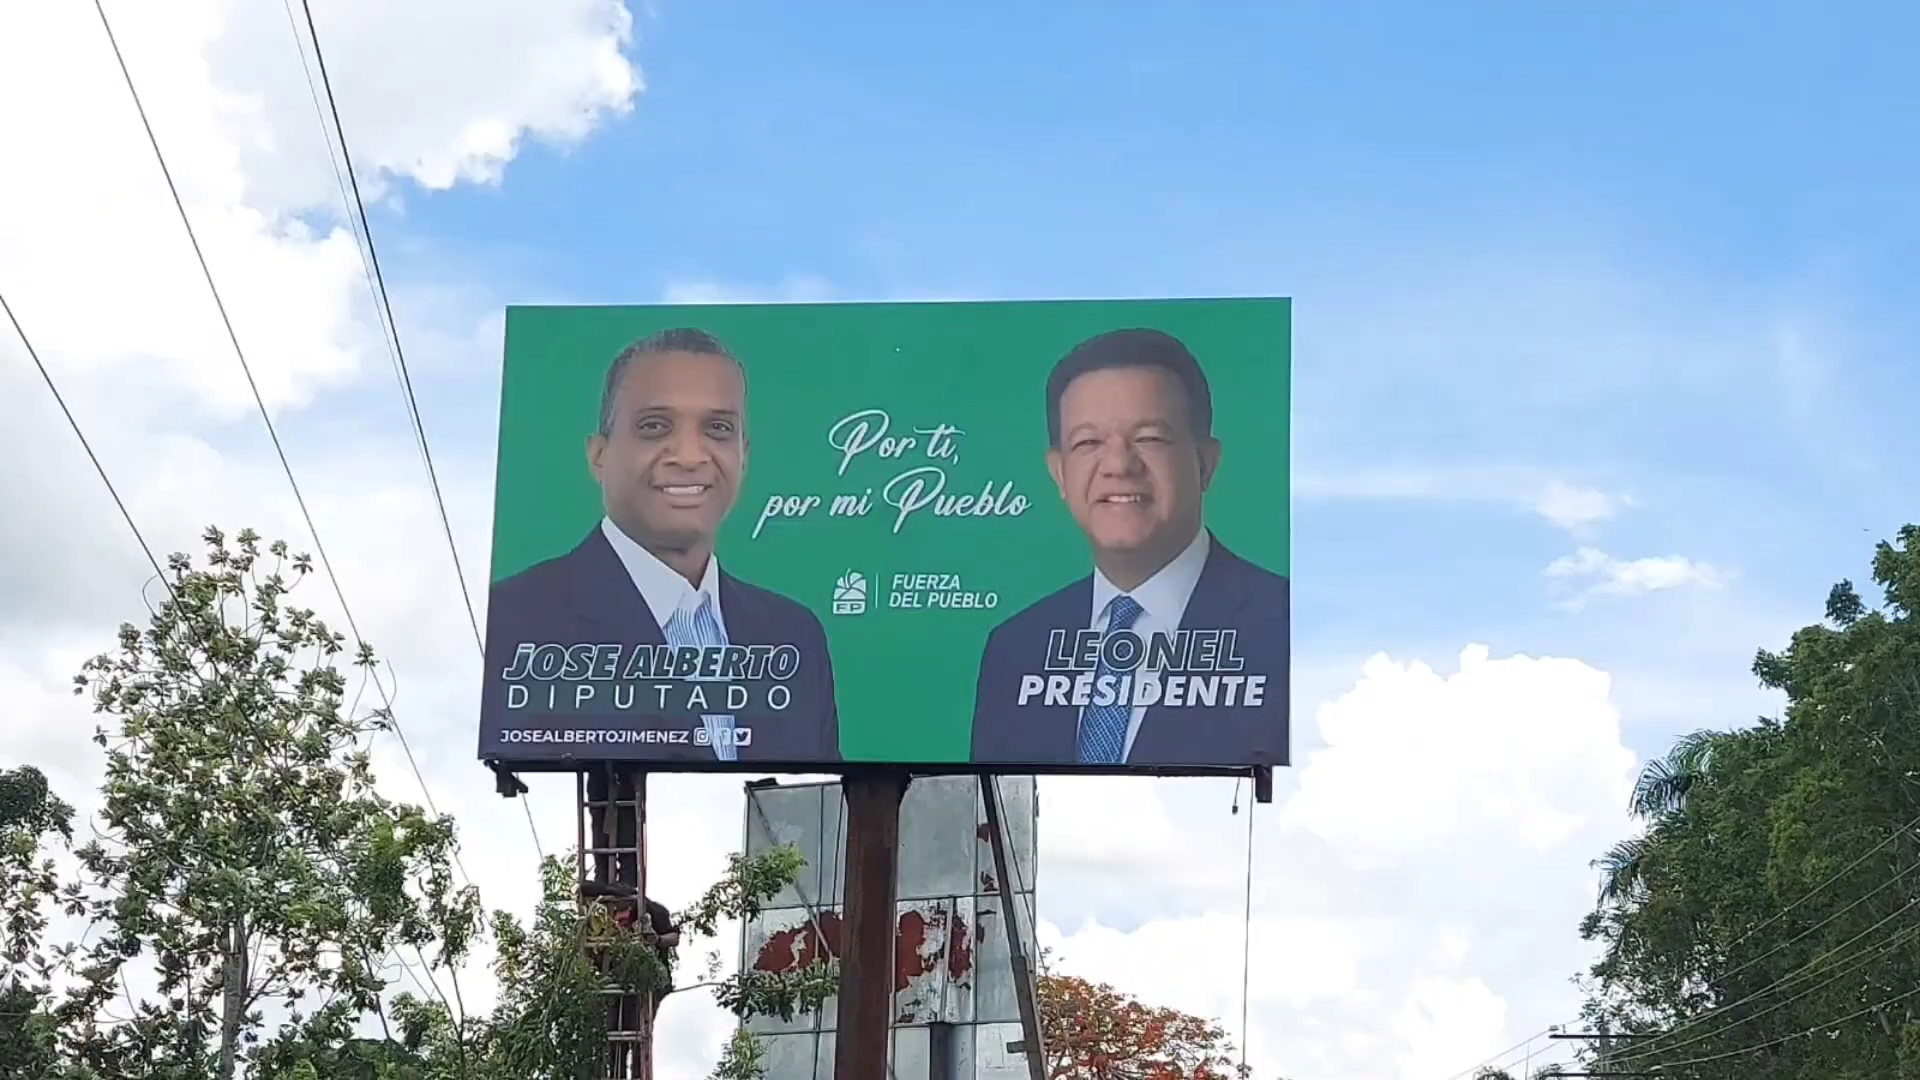 Por ti,
por mi Pueblo
FP
FUERZA
DEL PUEBLO
JOSE ALBERTO
DIPUTADO
JOSEALBERTOJIMENEZ
LEONEL
PRESIDENTE